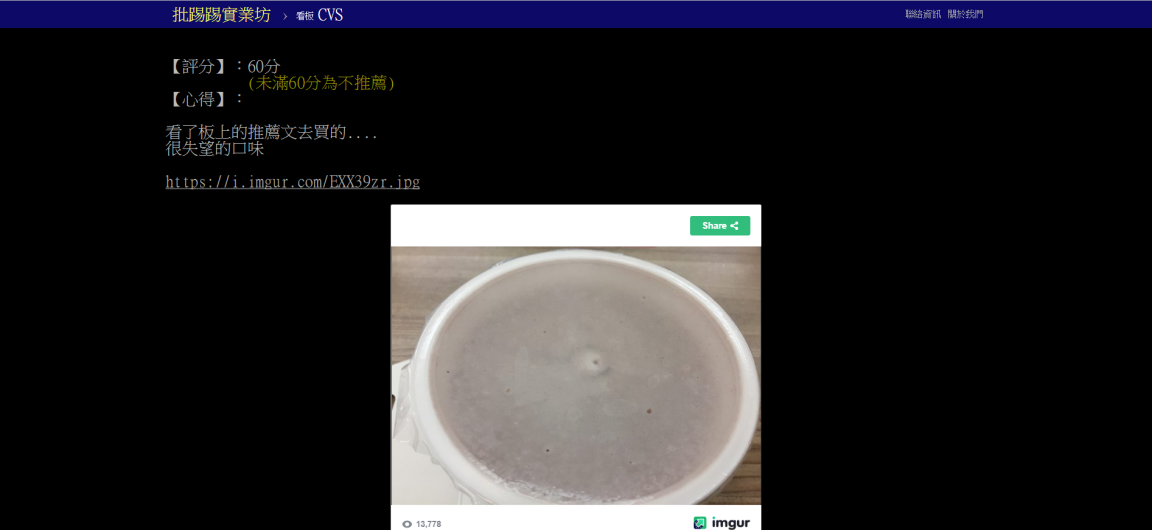 批踢踢實業坊 › 看板 CVS 聯絡資訊 關於我們
【評分】：60分
(未滿60分為不推薦)
【心得】：
看了板上的推薦文去買的....
很失望的口味
https://i.imgur.com/EXX39zr.jpg
Share
13,778 imgur